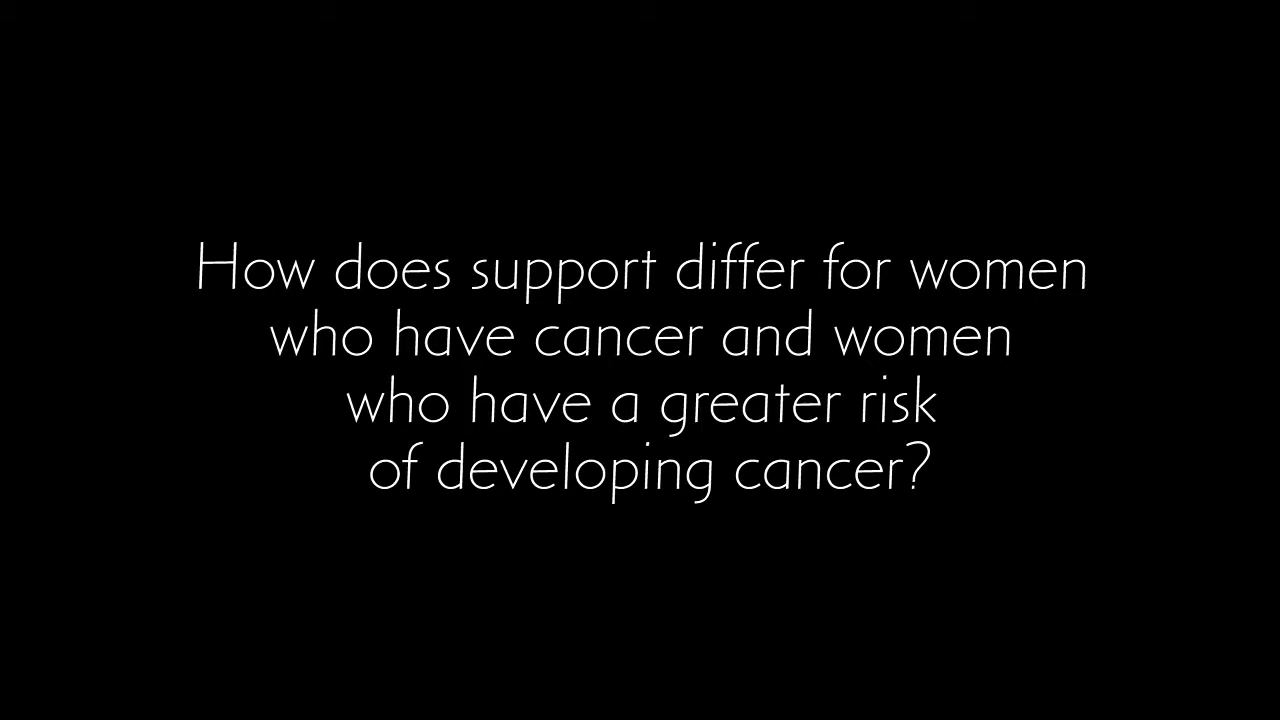 How does support differ for women
who have cancer and women
who have a greater risk
of developing cancer?